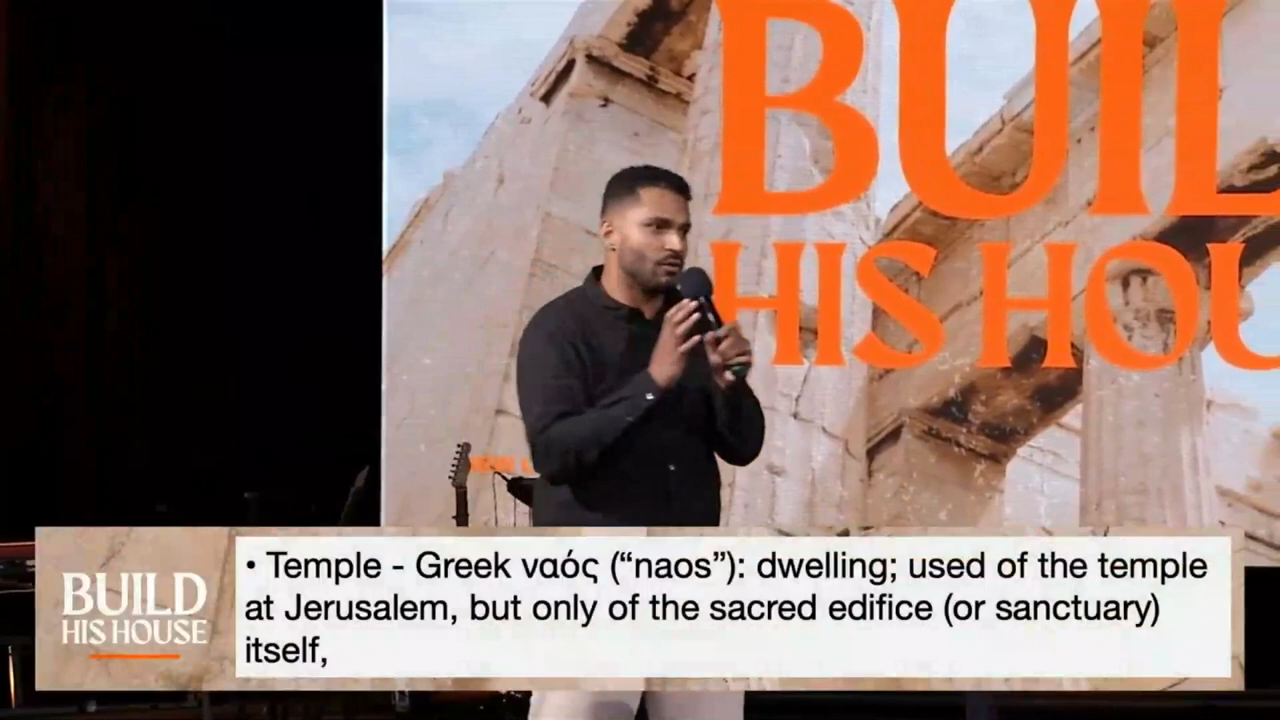 BUIL
HIS HOU
BUILD
HIS HOUSE
• Temple - Greek ναός (“naos”): dwelling; used of the temple
at Jerusalem, but only of the sacred edifice (or sanctuary)
itself,